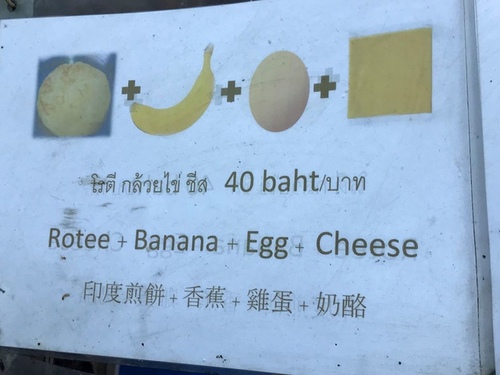 โรตี กล้วยไข่ ชีส 40 baht/บาท
Rotee + Banana + Egg + Cheese
印度煎餅 + 香蕉 + 雞蛋 + 奶酪